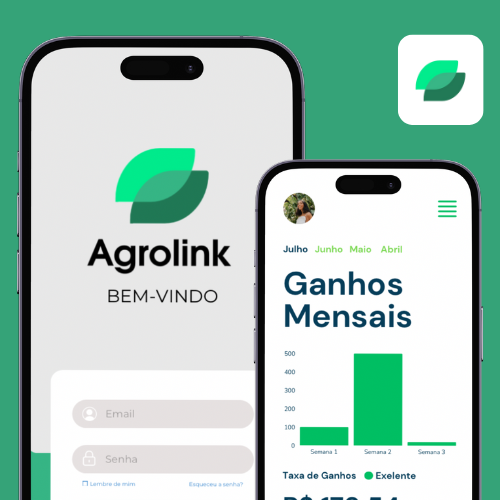 Agrolink
BEM-VINDO
Email
Senha
Lembre de mim
Esqueceu a senha?
Julho Junho Maio Abril
Ganhos
Mensais
500
400
300
200
100
0
Semana 1 Semana 2 Semana 3
Taxa de Ganhos Exelente